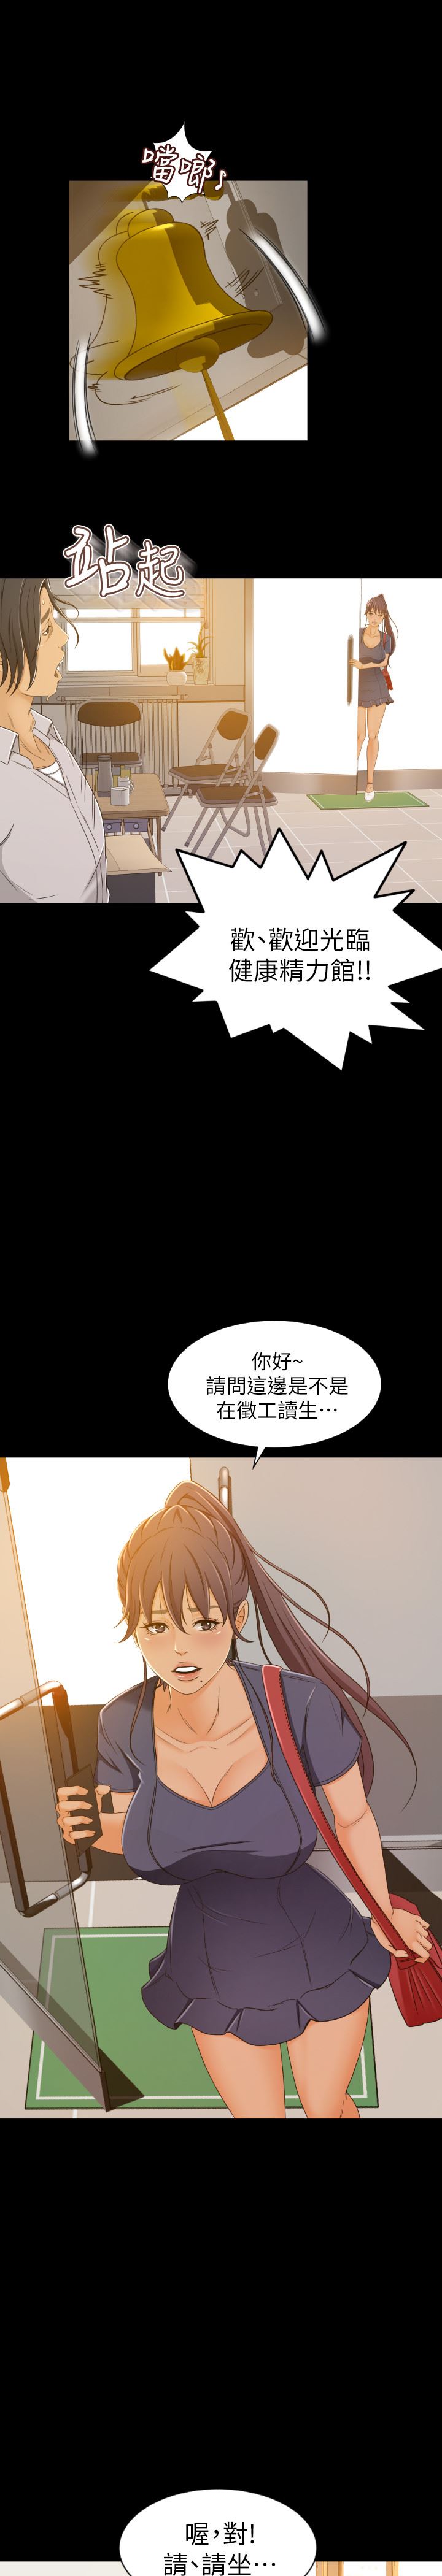 噹啷♪
站起
歡、歡迎光臨
健康精力館!!
你好~
請問這邊是不是
在徵工讀生⋯
喔,對!
請、請坐⋯